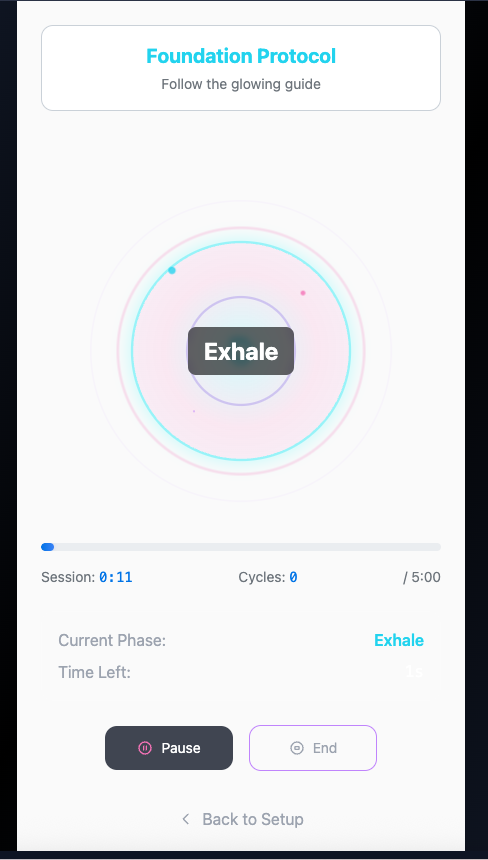 Foundation Protocol
Follow the glowing guide
Exhale
Session: 0:11 Cycles: 0 / 5:00
Current Phase: Exhale
Time Left: 1s
Pause End
Back to Setup